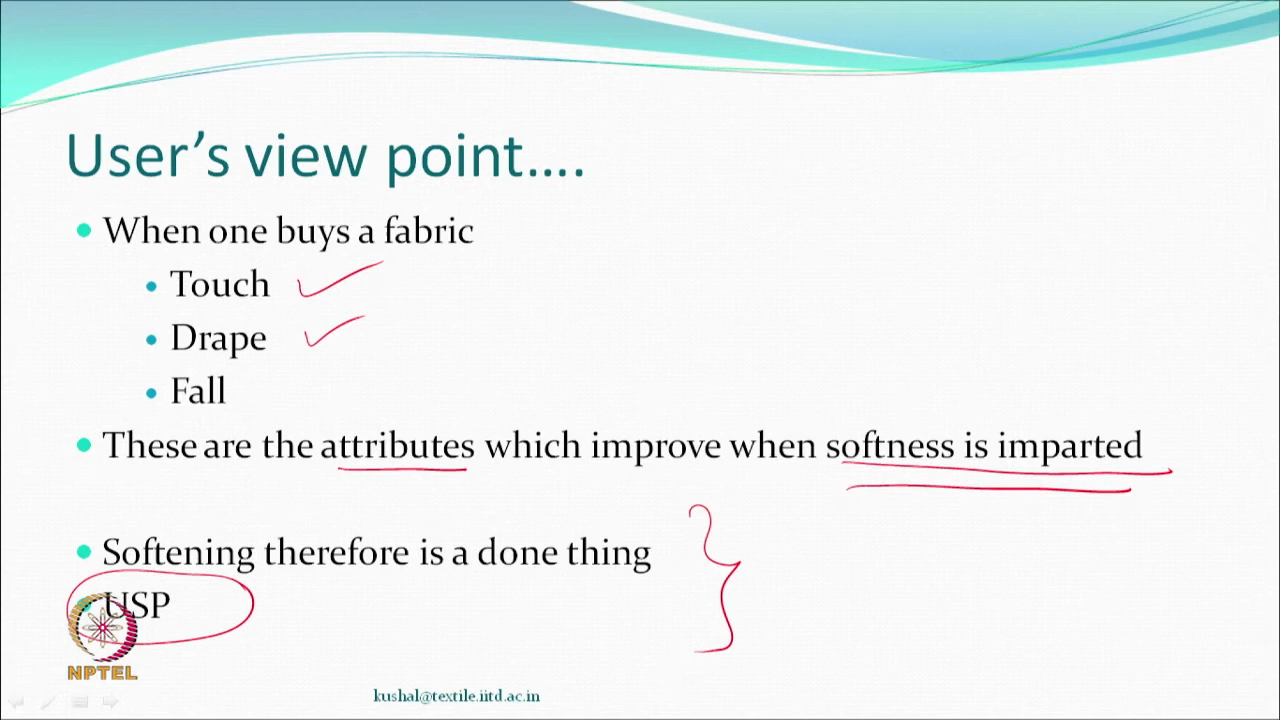 User's view point....
When one buys a fabric
Touch
Drape
Fall
These are the attributes which improve when softness is imparted
Softening therefore is a done thing
USP
NPTEL
kushal@textile.iitd.ac.in